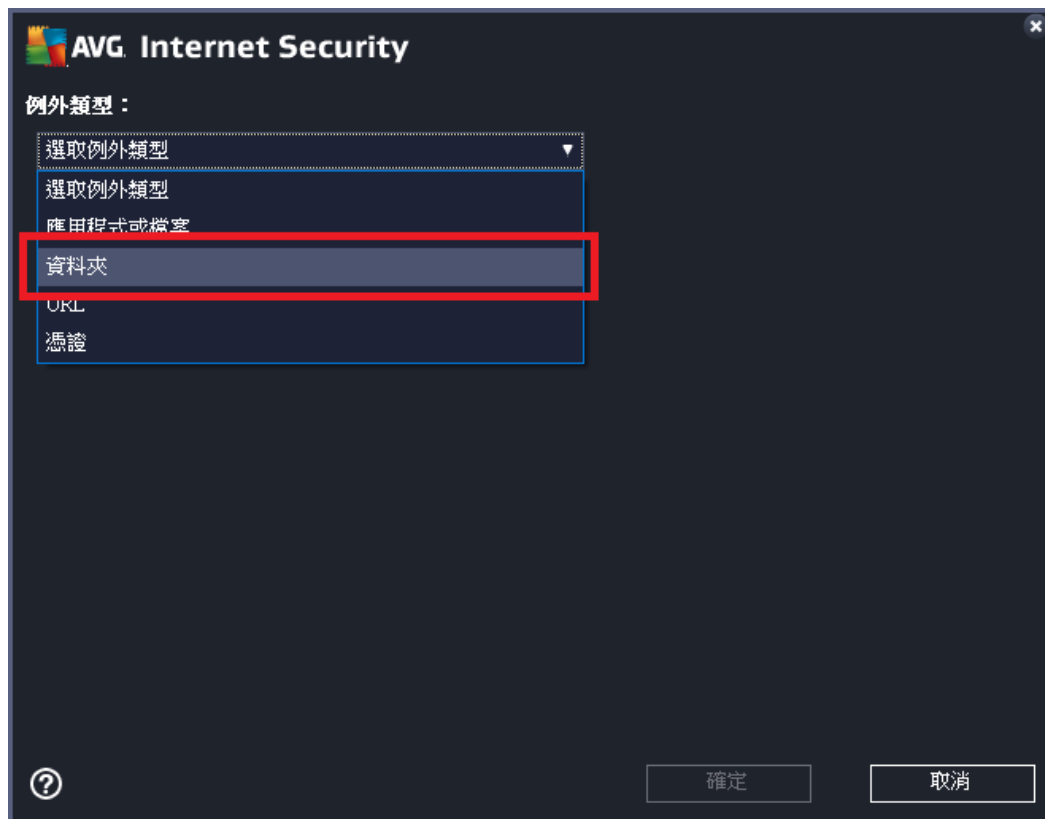 AVG. Internet Security
例外類型：
選取例外類型
選取例外類型
應用程式或檔案
資料夾
URL
憑證
確定
取消